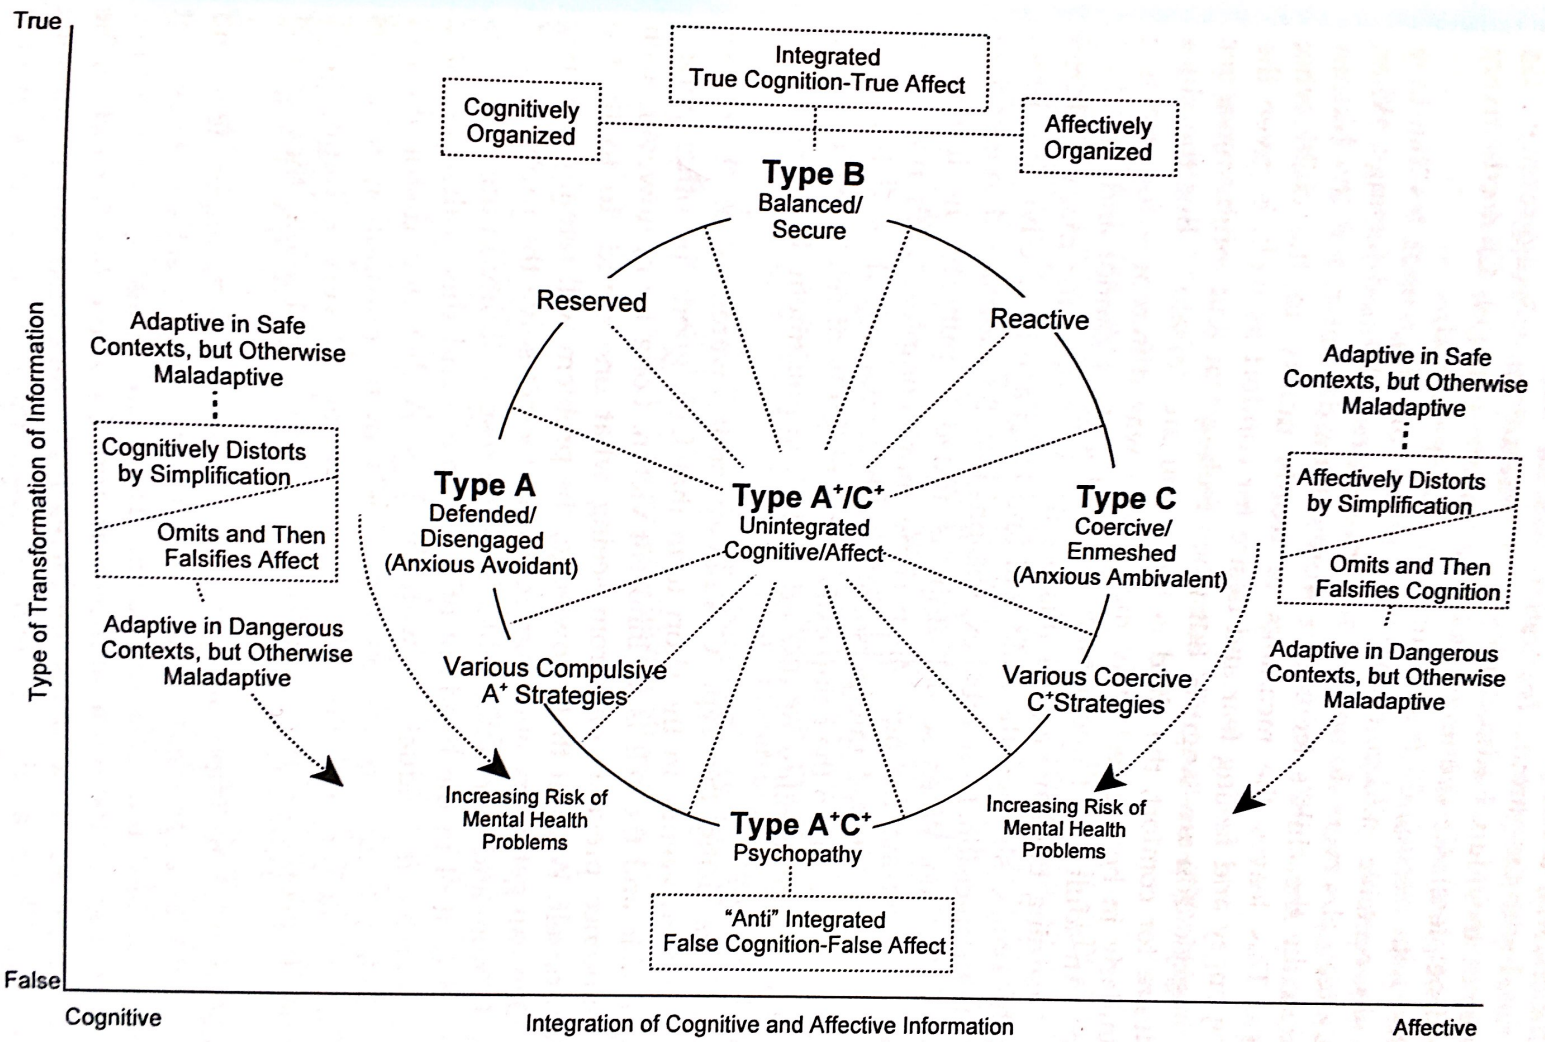 True
Integrated
True Cognition-True Affect
Cognitively
Organized
Affectively
Organized
Type B
Balanced/
Secure
Reserved
Reactive
Adaptive in Safe
Contexts, but Otherwise
Maladaptive
Cognitively Distorts
by Simplification
Omits and Then
Falsifies Affect
Adaptive in Dangerous
Contexts, but Otherwise
Maladaptive
Type of Transformation of Information
Type A
Defended/
Disengaged
(Anxious Avoidant)
Type A⁺/C⁺
Unintegrated
Cognitive/Affect
Type C
Coercive/
Enmeshed
(Anxious Ambivalent)
Adaptive in Safe
Contexts, but Otherwise
Maladaptive
Affectively Distorts
by Simplification
Omits and Then
Falsifies Cognition
Adaptive in Dangerous
Contexts, but Otherwise
Maladaptive
Various Compulsive
A⁺ Strategies
Various Coercive
C⁺Strategies
Increasing Risk of
Mental Health
Problems
Type A⁺C⁺
Psychopathy
Increasing Risk of
Mental Health
Problems
"Anti" Integrated
False Cognition-False Affect
False
Cognitive
Integration of Cognitive and Affective Information
Affective